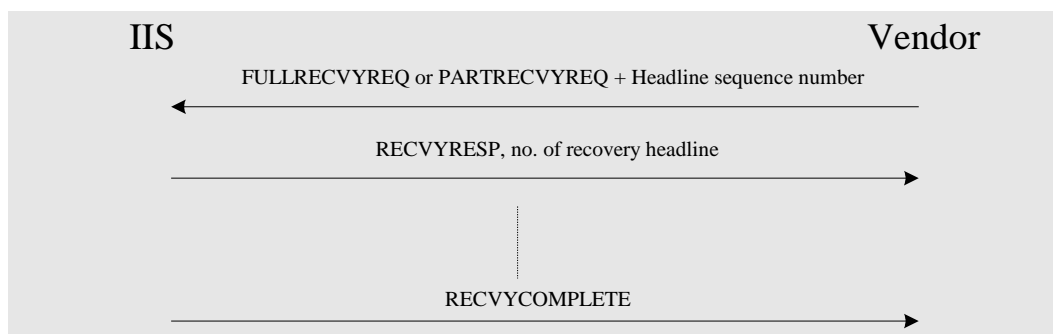 IIS Vendor
FULLRECVYREQ or PARTRECVYREQ + Headline sequence number
RECVYRESP, no. of recovery headline
RECVYCOMPLETE